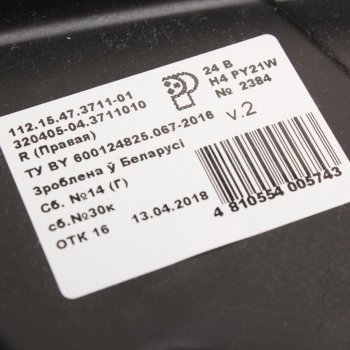 112.15.47.3711-01
320405-04.3711010
R (Правая)
ТУ BY 600124825.067-2016
Зроблена ў Беларусі
Сб. №14 (Г)
сб.№30к
ОТК 16
13.04.2018
24 В
H4 PY21W
№ 2384
v.2
4 810554 005743